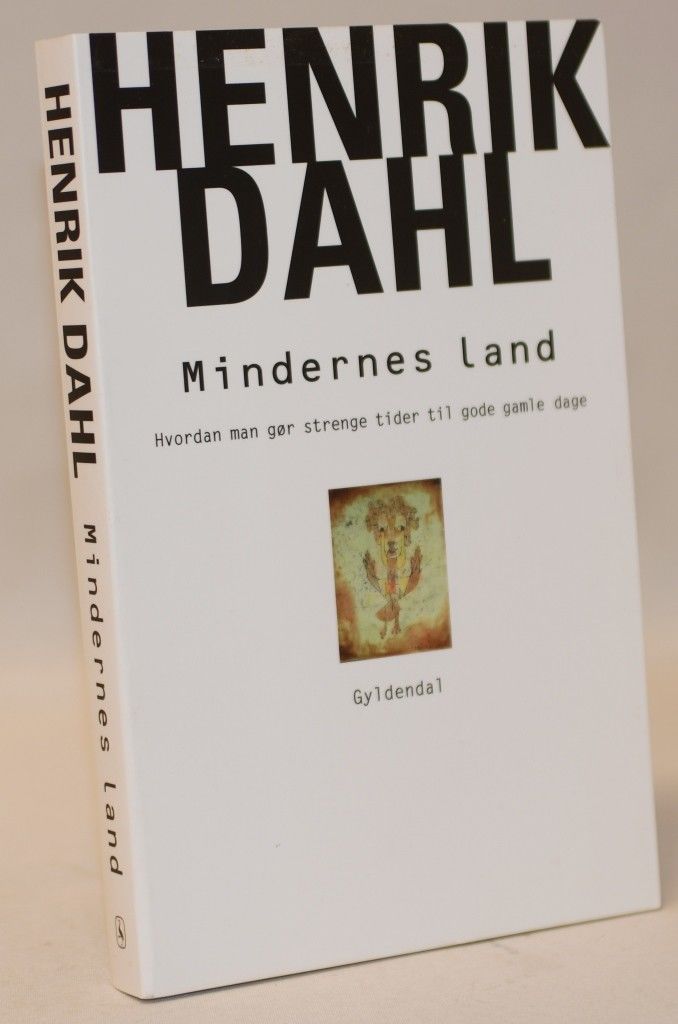 HENRIK
DAHL
Mindernes land
Hvordan man gør strenge tider til gode gamle dage
Gyldendal
HENRIK DAHL Mindernes land